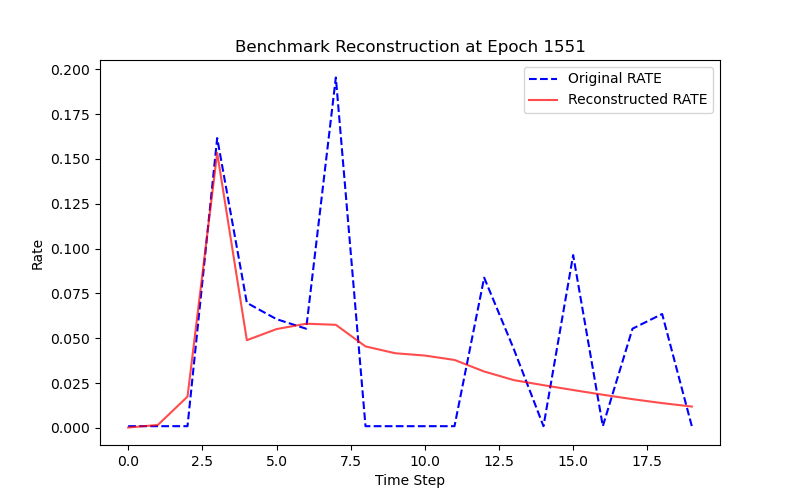 Benchmark Reconstruction at Epoch 1551
Original RATE
Reconstructed RATE
Rate
0.200
0.175
0.150
0.125
0.100
0.075
0.050
0.025
0.000
0.0 2.5 5.0 7.5 10.0 12.5 15.0 17.5
Time Step